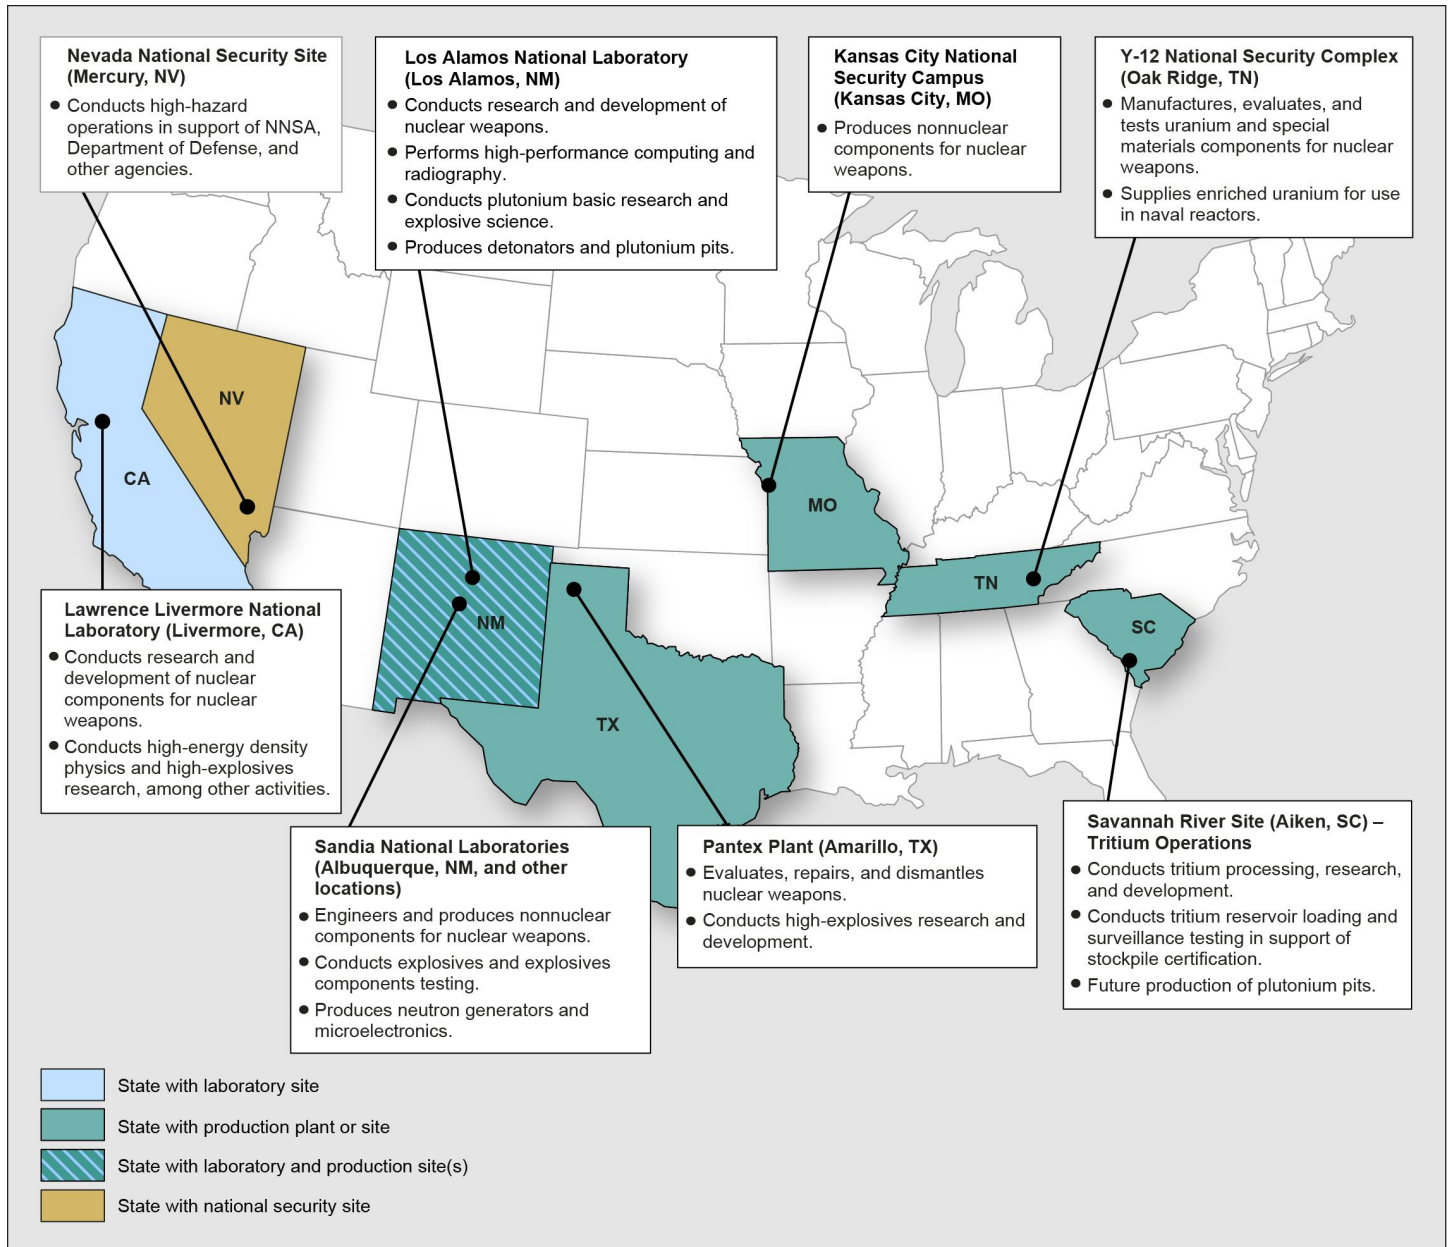 Nevada National Security Site
(Mercury, NV)
● Conducts high-hazard
operations in support of NNSA,
Department of Defense, and
other agencies.
Los Alamos National Laboratory
(Los Alamos, NM)
● Conducts research and development of
nuclear weapons.
● Performs high-performance computing and
radiography.
● Conducts plutonium basic research and
explosive science.
● Produces detonators and plutonium pits.
Kansas City National
Security Campus
(Kansas City, MO)
● Produces nonnuclear
components for nuclear
weapons.
Y-12 National Security Complex
(Oak Ridge, TN)
● Manufactures, evaluates, and
tests uranium and special
materials components for nuclear
weapons.
● Supplies enriched uranium for use
in naval reactors.
NV
CA
MO
TN
NM
SC
TX
Lawrence Livermore National
Laboratory (Livermore, CA)
● Conducts research and
development of nuclear
components for nuclear
weapons.
● Conducts high-energy density
physics and high-explosives
research, among other activities.
Sandia National Laboratories
(Albuquerque, NM, and other
locations)
● Engineers and produces nonnuclear
components for nuclear weapons.
● Conducts explosives and explosives
components testing.
● Produces neutron generators and
microelectronics.
Pantex Plant (Amarillo, TX)
● Evaluates, repairs, and dismantles
nuclear weapons.
● Conducts high-explosives research and
development.
Savannah River Site (Aiken, SC) –
Tritium Operations
● Conducts tritium processing, research,
and development.
● Conducts tritium reservoir loading and
surveillance testing in support of
stockpile certification.
● Future production of plutonium pits.
State with laboratory site
State with production plant or site
State with laboratory and production site(s)
State with national security site